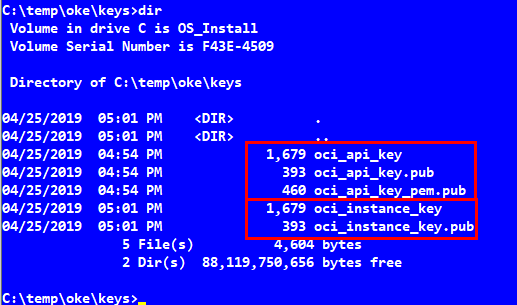 C:\temp\oke\keys>dir
Volume in drive C is OS_Install
Volume Serial Number is F43E-4509
Directory of C:\temp\oke\keys
04/25/2019 05:01 PM <DIR> .
04/25/2019 05:01 PM <DIR> ..
04/25/2019 04:54 PM 1,679 oci_api_key
04/25/2019 04:54 PM 393 oci_api_key.pub
04/25/2019 04:54 PM 460 oci_api_key_pem.pub
04/25/2019 05:01 PM 1,679 oci_instance_key
04/25/2019 05:01 PM 393 oci_instance_key.pub
5 File(s) 4,604 bytes
2 Dir(s) 88,119,750,656 bytes free
C:\temp\oke\keys>